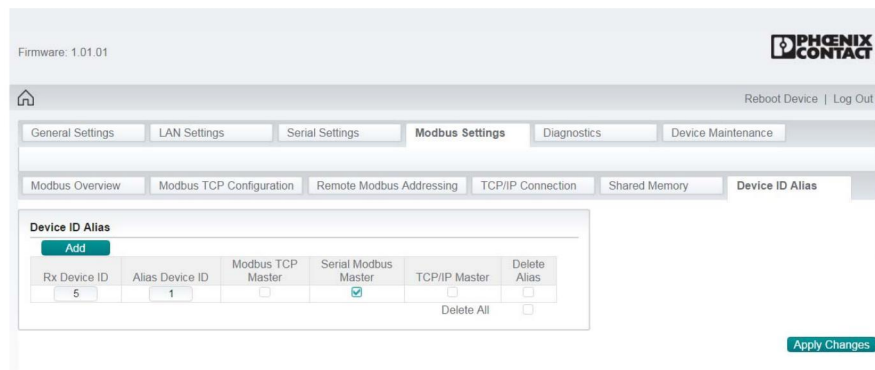 Firmware: 1.01.01
PHŒNIX
CONTACT
Reboot Device | Log Out
General Settings LAN Settings Serial Settings Modbus Settings Diagnostics Device Maintenance
Modbus Overview Modbus TCP Configuration Remote Modbus Addressing TCP/IP Connection Shared Memory Device ID Alias
Device ID Alias
Add
Rx Device ID Alias Device ID Modbus TCP Master Serial Modbus Master TCP/IP Master Delete Alias
5 1
Delete All
Apply Changes